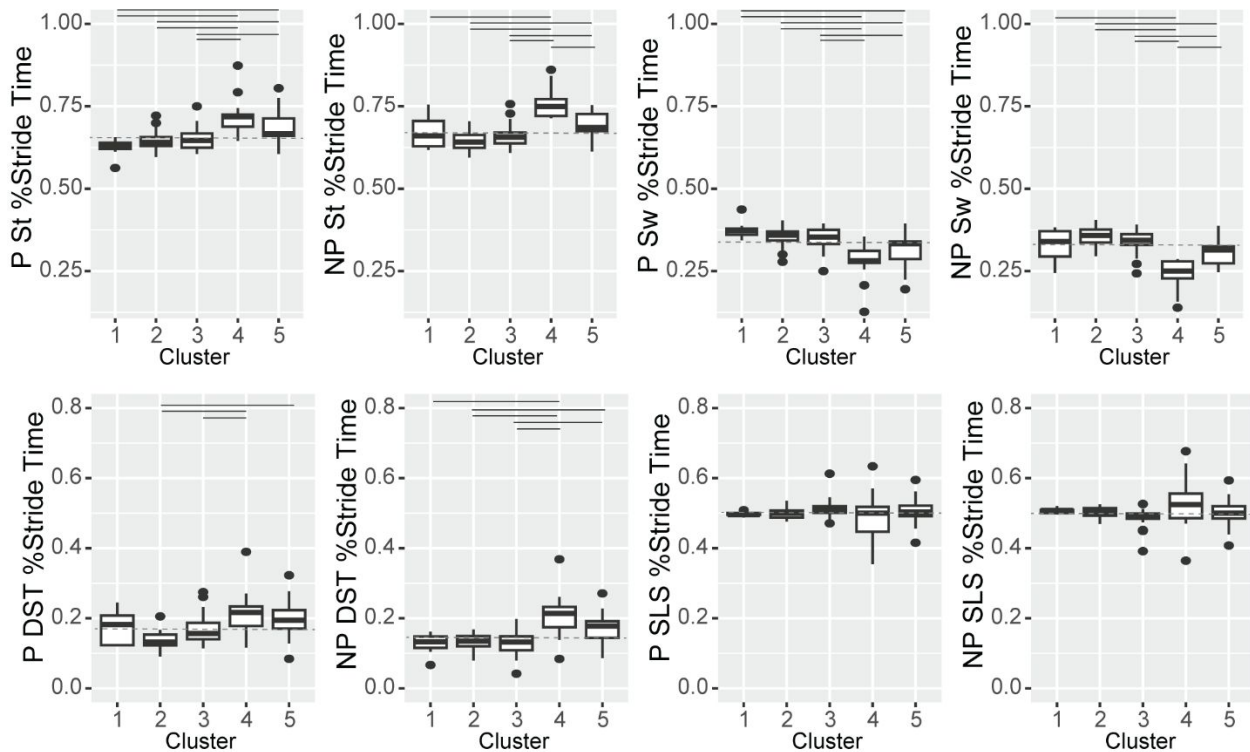 P St %Stride Time
1.00
0.75
0.50
0.25
1 2 3 4 5
Cluster
NP St %Stride Time
1.00
0.75
0.50
0.25
1 2 3 4 5
Cluster
P Sw %Stride Time
1.00
0.75
0.50
0.25
1 2 3 4 5
Cluster
NP Sw %Stride Time
1.00
0.75
0.50
0.25
1 2 3 4 5
Cluster
P DST %Stride Time
0.8
0.6
0.4
0.2
0.0
1 2 3 4 5
Cluster
NP DST %Stride Time
0.8
0.6
0.4
0.2
0.0
1 2 3 4 5
Cluster
P SLS %Stride Time
0.8
0.6
0.4
0.2
0.0
1 2 3 4 5
Cluster
NP SLS %Stride Time
0.8
0.6
0.4
0.2
0.0
1 2 3 4 5
Cluster